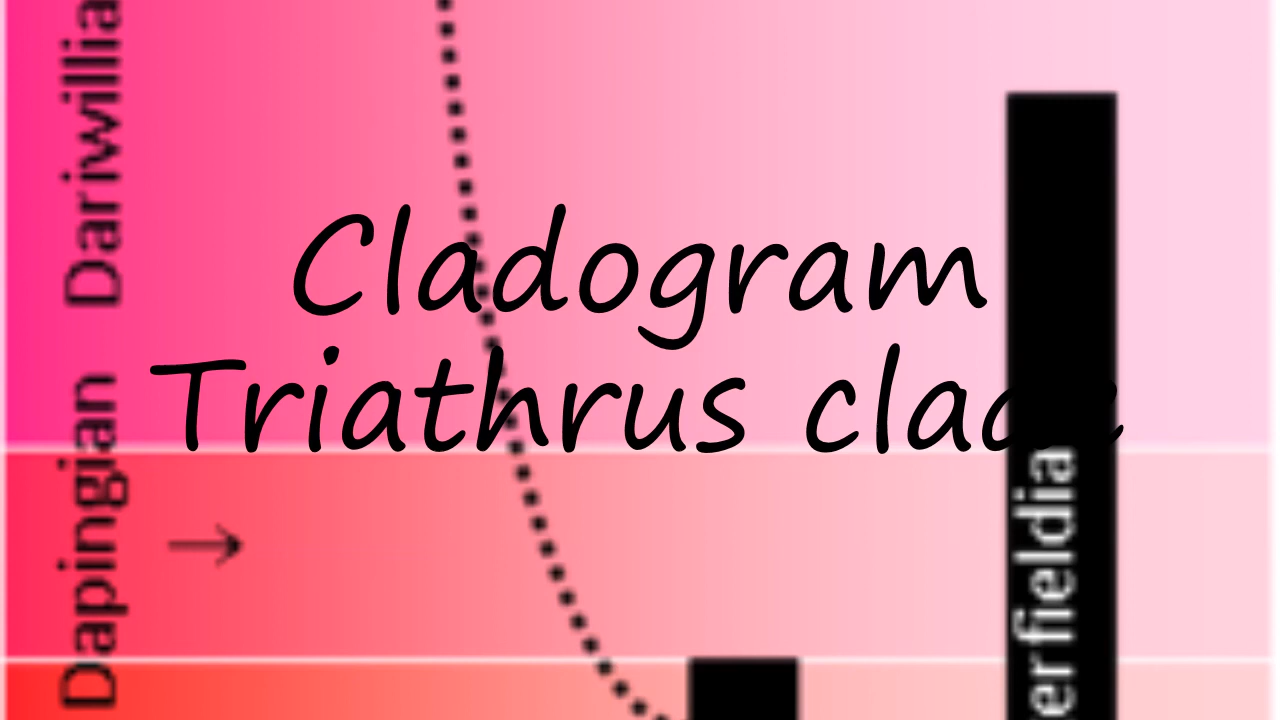 Dariwillia
Cladogram
Triathrus clade
Dapingian
→
erfieldia